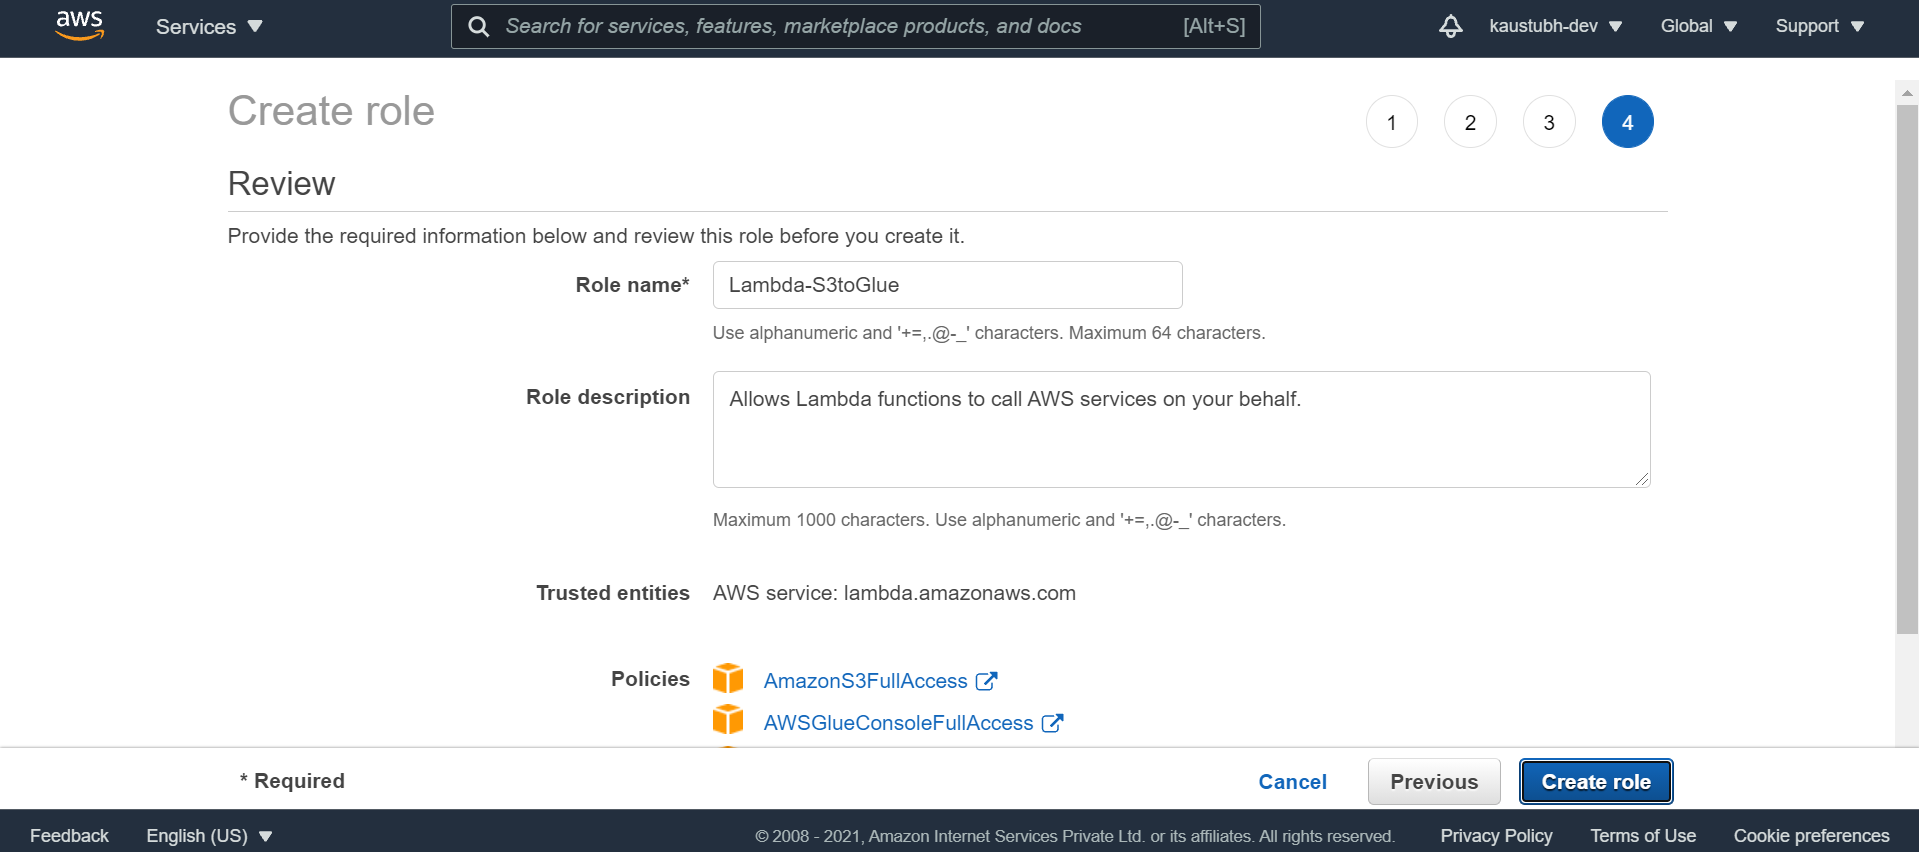 aws Services Search for services, features, marketplace products, and docs [Alt+S] kaustubh-dev Global Support
Create role 1 2 3 4
Review
Provide the required information below and review this role before you create it.
Role name* Lambda-S3toGlue
Use alphanumeric and '+=,.@-_' characters. Maximum 64 characters.
Role description Allows Lambda functions to call AWS services on your behalf.
Maximum 1000 characters. Use alphanumeric and '+=,.@-_' characters.
Trusted entities AWS service: lambda.amazonaws.com
Policies AmazonS3FullAccess
AWSGlueConsoleFullAccess
* Required Cancel Previous Create role
Feedback English (US) © 2008 - 2021, Amazon Internet Services Private Ltd. or its affiliates. All rights reserved. Privacy Policy Terms of Use Cookie preferences